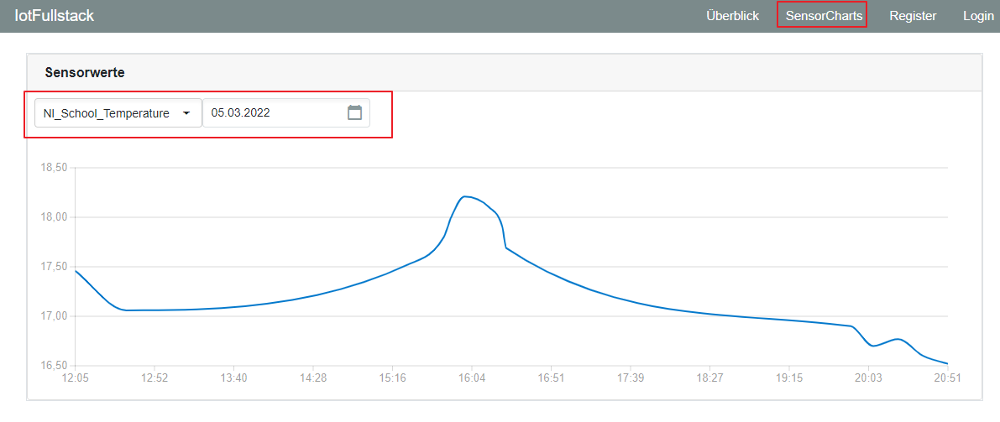 IotFullstack Überblick SensorCharts Register Login
Sensorwerte
NI_School_Temperature 05.03.2022
18,50
18,00
17,50
17,00
16,50
12:05 12:52 13:40 14:28 15:16 16:04 16:51 17:39 18:27 19:15 20:03 20:51